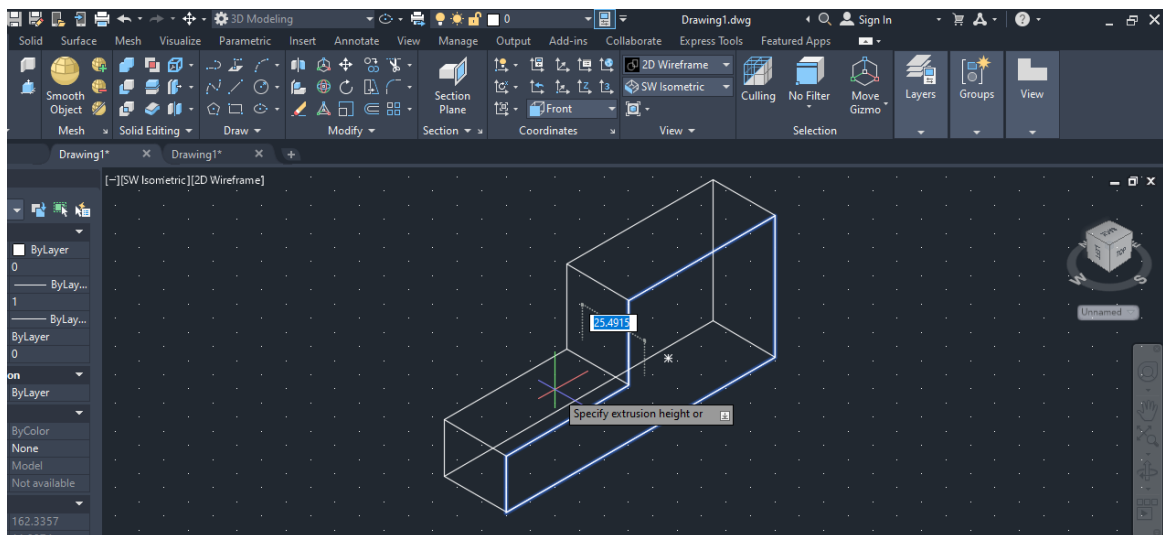 3D Modeling 0 Drawing1.dwg Sign In
Solid Surface Mesh Visualize Parametric Insert Annotate View Manage Output Add-ins Collaborate Express Tools Featured Apps
2D Wireframe
Smooth Object
SW Isometric
Section Plane
Front
Culling
No Filter
Move Gizmo
Layers
Groups
View
Mesh Solid Editing Draw Modify Section Coordinates View Selection
Drawing1* Drawing1*
[−][SW Isometric][2D Wireframe]
ByLayer
0
ByLay...
1
ByLay...
ByLayer
0
on
ByLayer
ByColor
None
Model
Not available
162.3357
25.4915
Specify extrusion height or
TOP
W
S
Unnamed